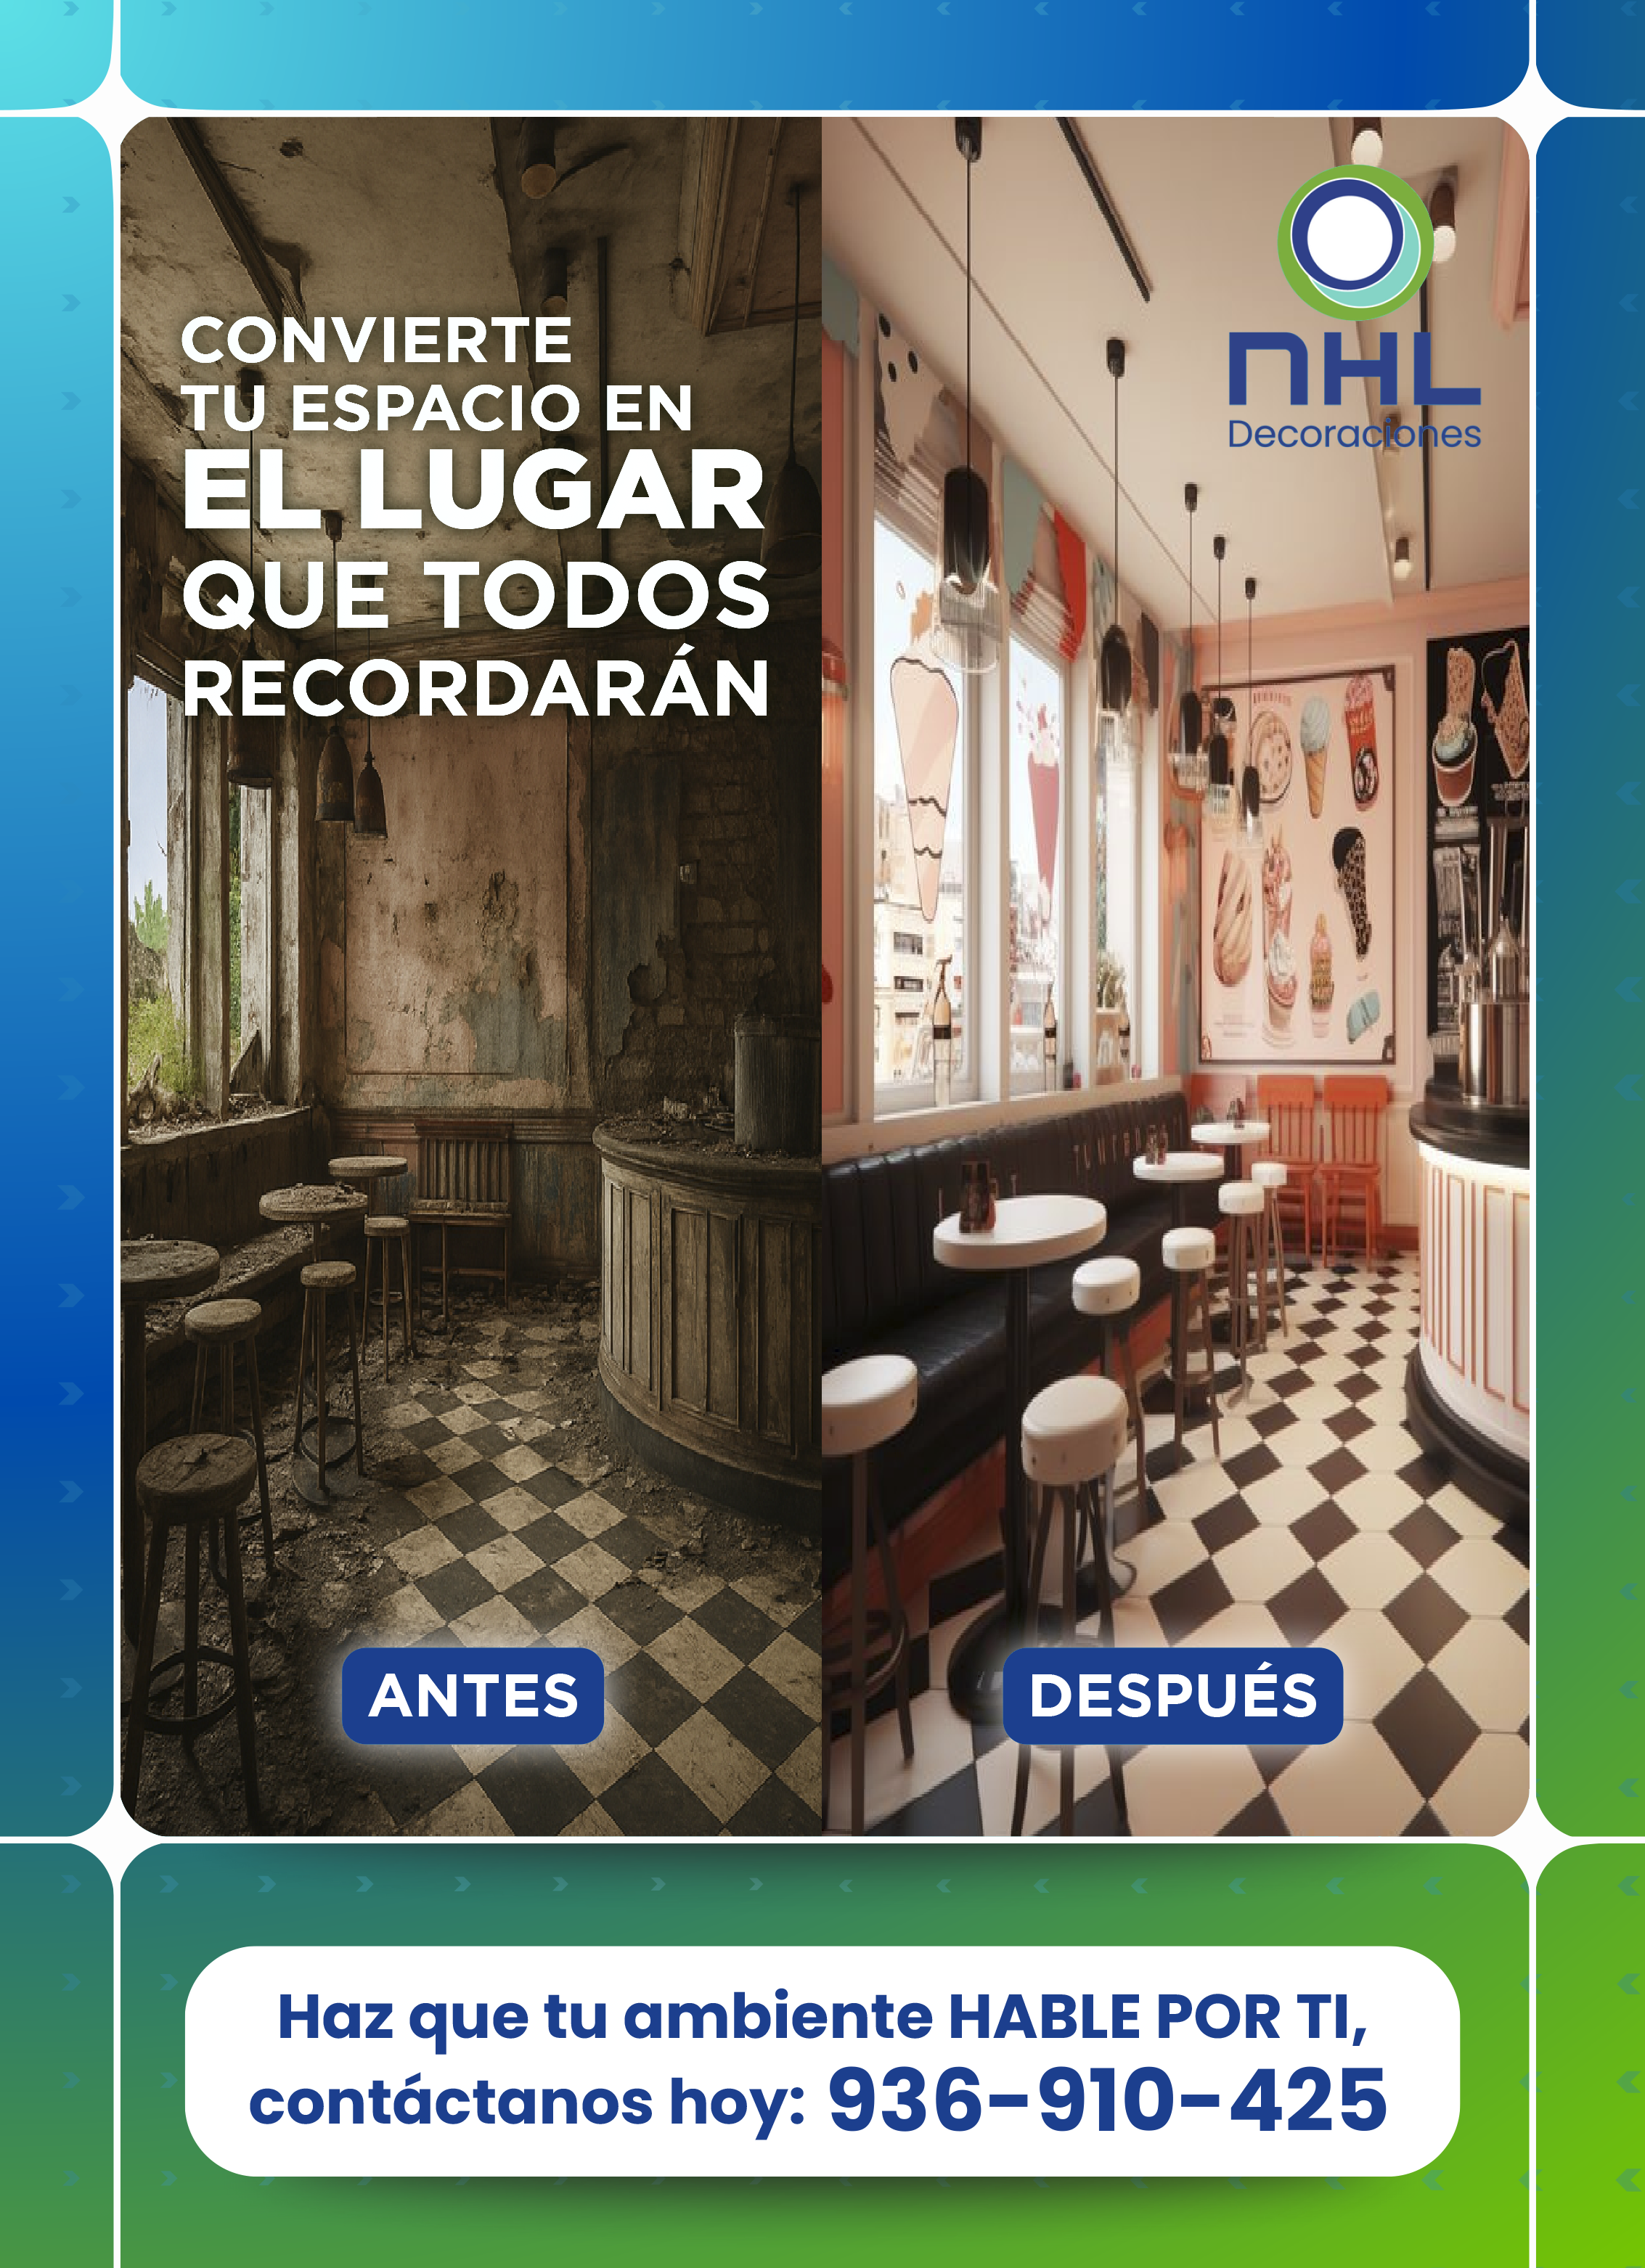 CONVIERTE
TU ESPACIO EN
EL LUGAR
QUE TODOS
RECORDARÁN
NHL
Decoraciones
ANTES
DESPUÉS
Haz que tu ambiente HABLE POR TI,
contáctanos hoy: 936-910-425